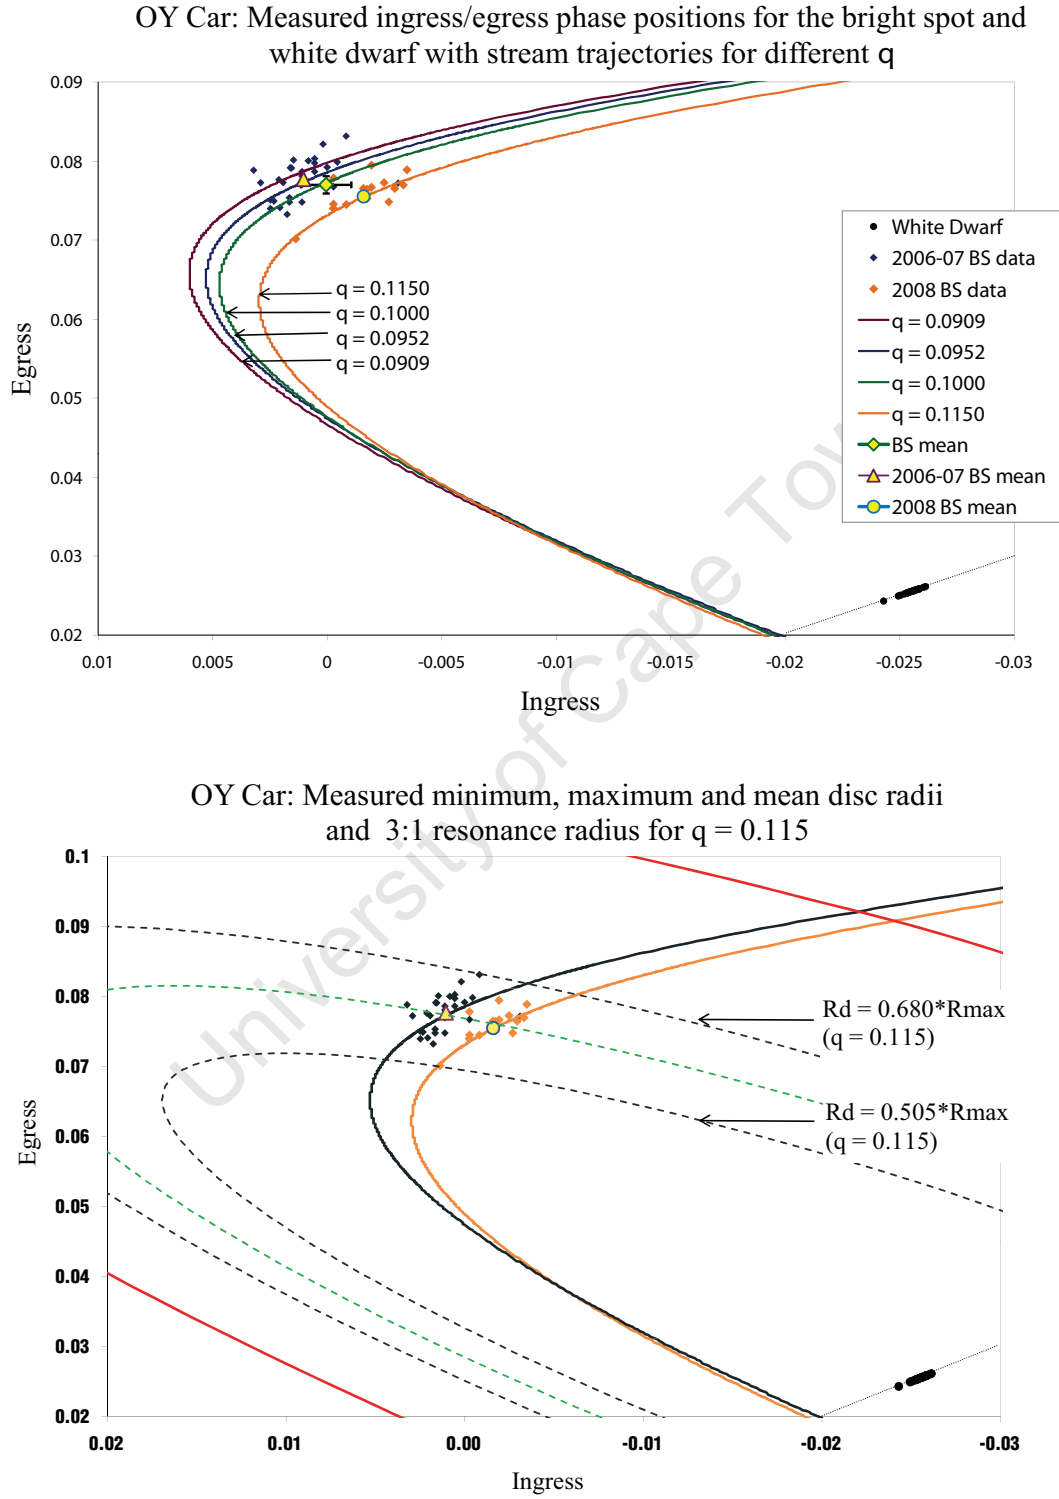 OY Car: Measured ingress/egress phase positions for the bright spot and
white dwarf with stream trajectories for different q
0.09
0.08
0.07
0.06
0.05
0.04
0.03
0.02
Egress
q = 0.1150
q = 0.1000
q = 0.0952
q = 0.0909
White Dwarf
2006-07 BS data
2008 BS data
q = 0.0909
q = 0.0952
q = 0.1000
q = 0.1150
BS mean
2006-07 BS mean
2008 BS mean
0.01 0.005 0 -0.005 -0.01 -0.015 -0.02 -0.025 -0.03
Ingress
University of Cape Tow
OY Car: Measured minimum, maximum and mean disc radii
and 3:1 resonance radius for q = 0.115
0.1
0.09
0.08
0.07
0.06
0.05
0.04
0.03
0.02
Egress
Rd = 0.680*Rmax
(q = 0.115)
Rd = 0.505*Rmax
(q = 0.115)
0.02 0.01 0.00 -0.01 -0.02 -0.03
Ingress